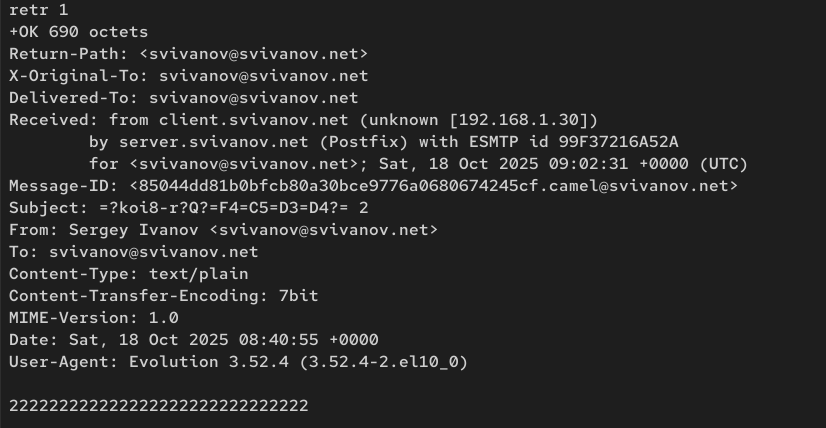 retr 1
+OK 690 octets
Return-Path: <svivanov@svivanov.net>
X-Original-To: svivanov@svivanov.net
Delivered-To: svivanov@svivanov.net
Received: from client.svivanov.net (unknown [192.168.1.30])
        by server.svivanov.net (Postfix) with ESMTP id 99F37216A52A
        for <svivanov@svivanov.net>; Sat, 18 Oct 2025 09:02:31 +0000 (UTC)
Message-ID: <85044dd81b0bfcb80a30bce9776a0680674245cf.camel@svivanov.net>
Subject: =?koi8-r?Q?=F4=C5=D3=D4?= 2
From: Sergey Ivanov <svivanov@svivanov.net>
To: svivanov@svivanov.net
Content-Type: text/plain
Content-Transfer-Encoding: 7bit
MIME-Version: 1.0
Date: Sat, 18 Oct 2025 08:40:55 +0000
User-Agent: Evolution 3.52.4 (3.52.4-2.el10_0)

222222222222222222222222222222